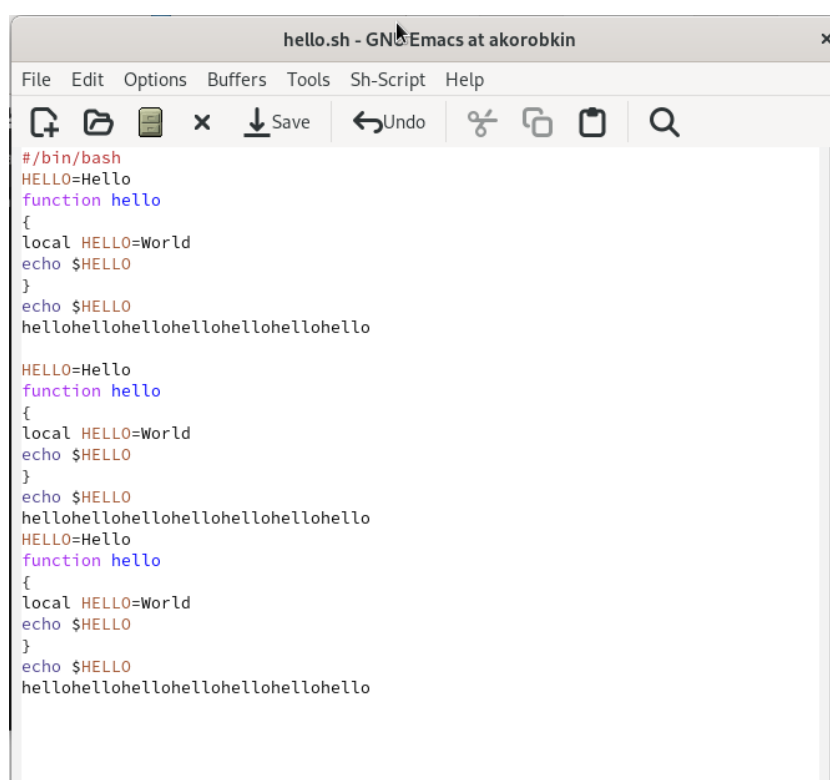 hello.sh - GNU Emacs at akorobkin
File Edit Options Buffers Tools Sh-Script Help
Save Undo
#/bin/bash
HELLO=Hello
function hello
{
local HELLO=World
echo $HELLO
}
echo $HELLO
hellohellohellohellohellohellohello

HELLO=Hello
function hello
{
local HELLO=World
echo $HELLO
}
echo $HELLO
hellohellohellohellohellohellohello
HELLO=Hello
function hello
{
local HELLO=World
echo $HELLO
}
echo $HELLO
hellohellohellohellohellohellohello